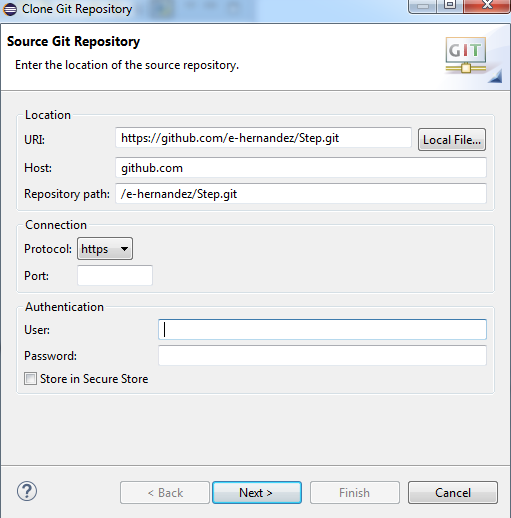 Clone Git Repository
Source Git Repository
Enter the location of the source repository.
GIT
Location
URI: https://github.com/e-hernandez/Step.git Local File...
Host: github.com
Repository path: /e-hernandez/Step.git
Connection
Protocol: https
Port:
Authentication
User:
Password:
Store in Secure Store
? < Back Next > Finish Cancel